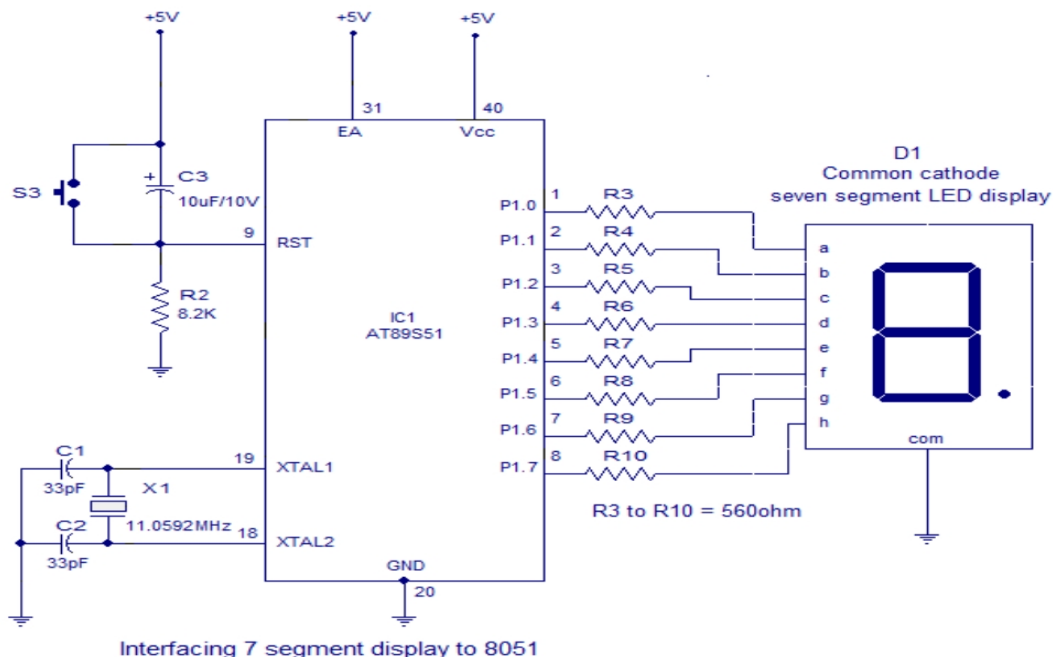 +5V
+5V
+5V
31
40
EA
Vcc
D1
Common cathode
seven segment LED display
S3
+
C3
10uF/10V
9
RST
R2
8.2K
IC1
AT89S51
P1.0
1
R3
a
P1.1
2
R4
b
P1.2
3
R5
c
P1.3
4
R6
d
P1.4
5
R7
e
P1.5
6
R8
f
P1.6
7
R9
g
P1.7
8
R10
h
com
R3 to R10 = 560ohm
C1
33pF
19
XTAL1
X1
11.0592MHz
C2
33pF
18
XTAL2
GND
20
Interfacing 7 segment display to 8051